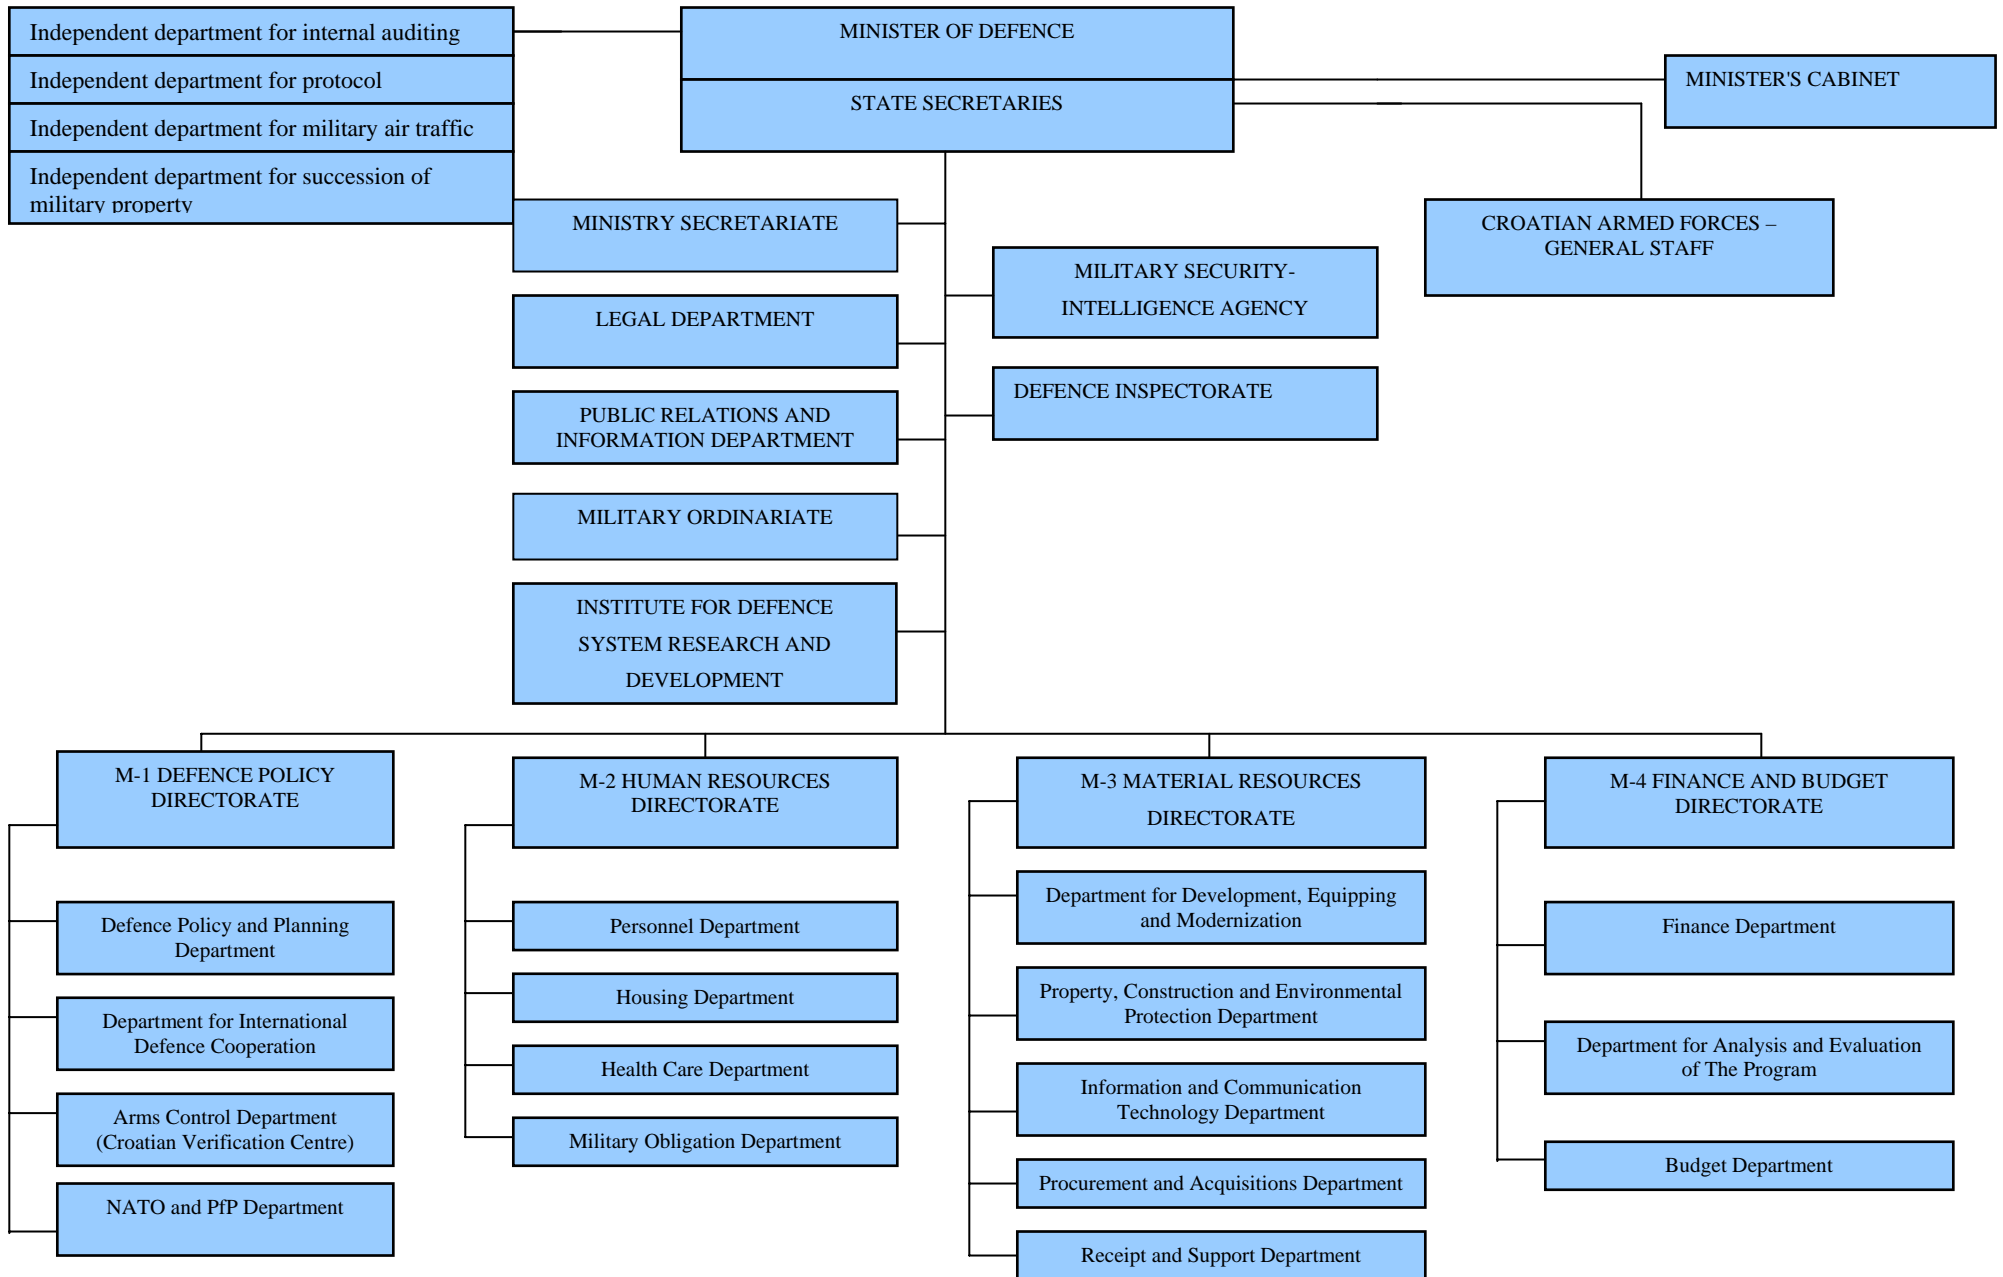 Independent department for internal auditing
Independent department for protocol
Independent department for military air traffic
Independent department for succession of
military property
MINISTER OF DEFENCE
STATE SECRETARIES
MINISTER'S CABINET
CROATIAN ARMED FORCES –
GENERAL STAFF
MINISTRY SECRETARIATE
MILITARY SECURITY-
INTELLIGENCE AGENCY
LEGAL DEPARTMENT
DEFENCE INSPECTORATE
PUBLIC RELATIONS AND
INFORMATION DEPARTMENT
MILITARY ORDINARIATE
INSTITUTE FOR DEFENCE
SYSTEM RESEARCH AND
DEVELOPMENT
M-1 DEFENCE POLICY
DIRECTORATE
Defence Policy and Planning
Department
Department for International
Defence Cooperation
Arms Control Department
(Croatian Verification Centre)
NATO and PfP Department
M-2 HUMAN RESOURCES
DIRECTORATE
Personnel Department
Housing Department
Health Care Department
Military Obligation Department
M-3 MATERIAL RESOURCES
DIRECTORATE
Department for Development, Equipping
and Modernization
Property, Construction and Environmental
Protection Department
Information and Communication
Technology Department
Procurement and Acquisitions Department
Receipt and Support Department
M-4 FINANCE AND BUDGET
DIRECTORATE
Finance Department
Department for Analysis and Evaluation
of The Program
Budget Department